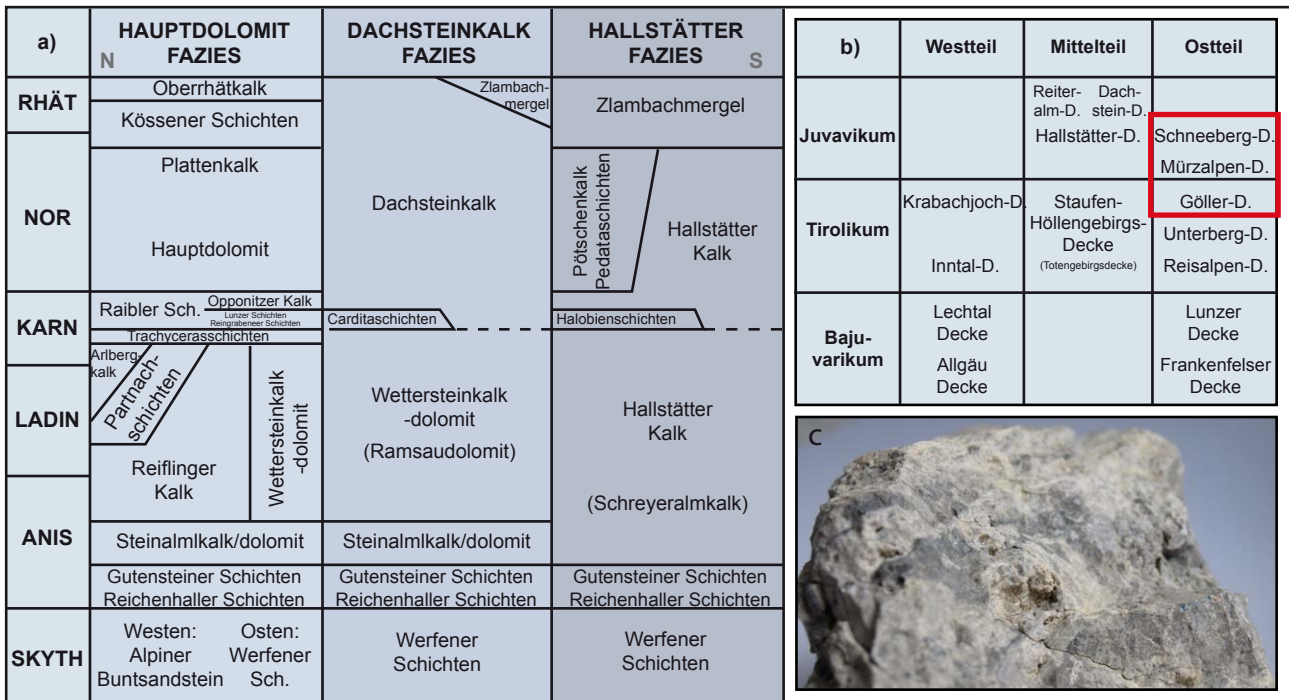 a)
HAUPTDOLOMIT
FAZIES
N
DACHSTEINKALK
FAZIES
HALLSTÄTTER
FAZIES
S
RHÄT
Oberrhätkalk
Kössener Schichten
Zlambach-
mergel
Zlambachmergel
NOR
Plattenkalk
Hauptdolomit
Dachsteinkalk
Pötschenkalk
Pedataschichten
Hallstätter
Kalk
KARN
Raibler Sch.
Opponitzer Kalk
Lunzer Schichten
Reingrabeneer Schichten
Trachycerasschichten
Carditaschichten
Halobienschichten
LADIN
Arlberg-
kalk
Partnach-
schichten
Reiflinger
Kalk
Wettersteinkalk
-dolomit
Wettersteinkalk
-dolomit
(Ramsaudolomit)
Hallstätter
Kalk
(Schreyeralmkalk)
ANIS
Steinalmlkalk/dolomit
Steinalmlkalk/dolomit
Gutensteiner Schichten
Reichenhaller Schichten
Gutensteiner Schichten
Reichenhaller Schichten
Gutensteiner Schichten
Reichenhaller Schichten
SKYTH
Westen:
Alpiner
Buntsandstein
Osten:
Werfener
Sch.
Werfener
Schichten
Werfener
Schichten
b)
Westteil
Mittelteil
Ostteil
Juvavikum
Reiter-
alm-D.
Dach-
stein-D.
Hallstätter-D.
Schneeberg-D.
Mürzalpen-D.
Tirolikum
Krabachjoch-D.
Inntal-D.
Staufen-
Höllengebirgs-
Decke
(Totengebirgsdecke)
Göller-D.
Unterberg-D.
Reisalpen-D.
Baju-
varikum
Lechtal
Decke
Allgäu
Decke
Lunzer
Decke
Frankenfelser
Decke
C